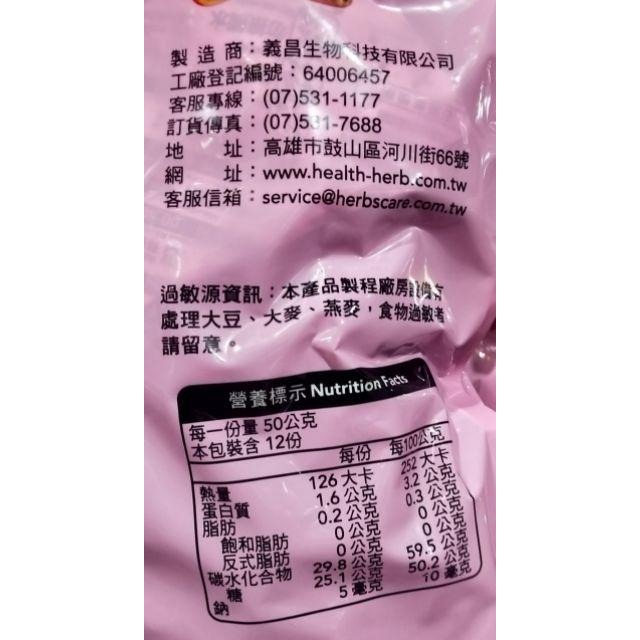 製造商：義昌生物科技有限公司
工廠登記編號：64006457
客服專線：(07)531-1177
訂貨傳真：(07)531-7688
地址：高雄市鼓山區河川街66號
網址：www.health-herb.com.tw
客服信箱：service@herbscare.com.tw
過敏源資訊：本產品製程廠房設備有
處理大豆、大麥、燕麥，食物過敏者
請留意。
營養標示 Nutrition Facts
每一份量 50公克
本包裝含 12份
每份 每100公克
熱量 126 大卡 252 大卡
蛋白質 1.6 公克 3.2 公克
脂肪 0.2 公克 0.3 公克
飽和脂肪 0 公克 0 公克
反式脂肪 0 公克 0 公克
碳水化合物 29.8 公克 59.5 公克
糖 25.1 公克 50.2 公克
鈉 5 毫克 10 毫克